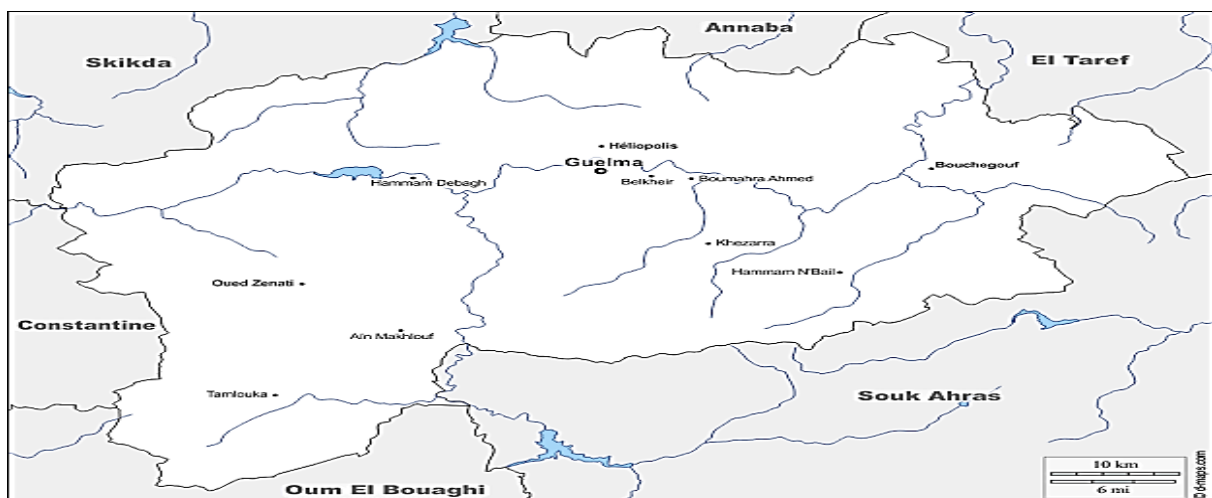 Annaba
Skikda
El Taref
Héliopolis
Guelma
Bouchegouf
Hammam Debagh
Belkheir
Boumahra Ahmed
Khezarra
Hammam N'Bail
Oued Zenati
Constantine
Aïn Makhlouf
Tamlouka
Souk Ahras
Oum El Bouaghi
10 km
6 mi
© d-maps.com